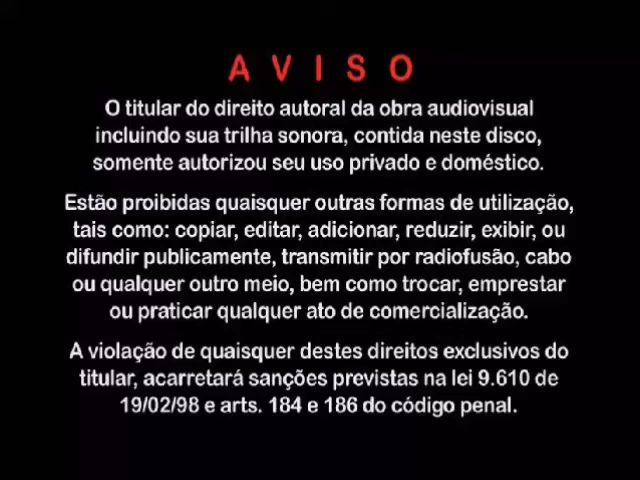 AVISO
O titular do direito autoral da obra audiovisual
incluindo sua trilha sonora, contida neste disco,
somente autorizou seu uso privado e doméstico.
Estão proibidas quaisquer outras formas de utilização,
tais como: copiar, editar, adicionar, reduzir, exibir, ou
difundir publicamente, transmitir por radiofusão, cabo
ou qualquer outro meio, bem como trocar, emprestar
ou praticar qualquer ato de comercialização.
A violação de quaisquer destes direitos exclusivos do
titular, acarretará sanções previstas na lei 9.610 de
19/02/98 e arts. 184 e 186 do código penal.